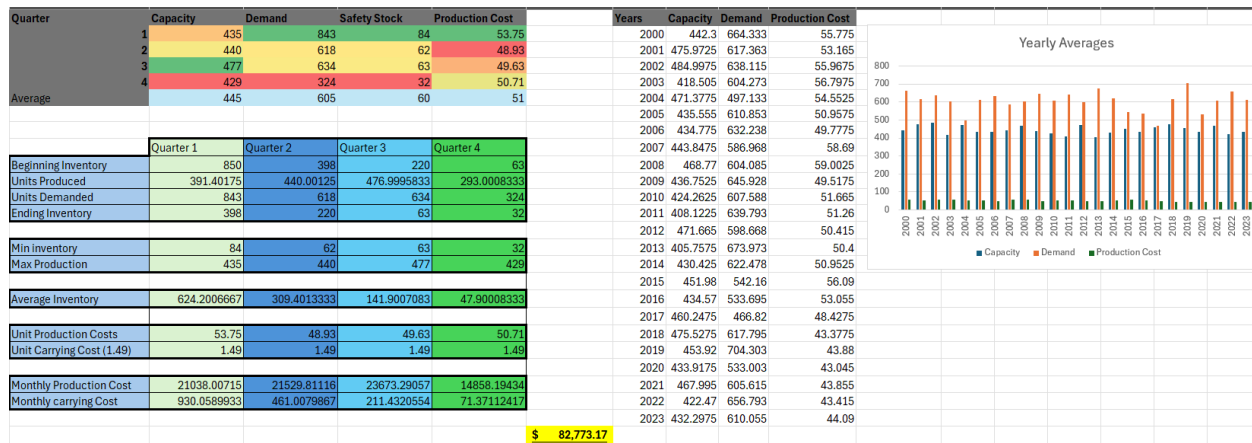 Quarter Capacity Demand Safety Stock Production Cost
1 435 843 84 53.75
2 440 618 62 48.93
3 477 634 63 49.63
4 429 324 32 50.71
Average 445 605 60 51
Quarter 1 Quarter 2 Quarter 3 Quarter 4
Beginning Inventory 850 398 220 63
Units Produced 391.40175 440.00125 476.9995833 293.0008333
Units Demanded 843 618 634 324
Ending Inventory 398 220 63 32
Min inventory 84 62 63 32
Max Production 435 440 477 429
Average Inventory 624.2006667 309.4013333 141.9007083 47.90008333
Unit Production Costs 53.75 48.93 49.63 50.71
Unit Carrying Cost (1.49) 1.49 1.49 1.49 1.49
Monthly Production Cost 21038.00715 21529.81116 23673.29057 14858.19434
Monthly carrying Cost 930.0589933 461.0079867 211.4320554 71.37112417
$ 82,773.17
Years Capacity Demand Production Cost
2000 442.3 664.333 55.775
2001 475.9725 617.363 53.165
2002 484.9975 638.115 55.9675
2003 418.505 604.273 56.7975
2004 471.3775 497.133 54.5525
2005 435.555 610.853 50.9575
2006 434.775 632.238 49.7775
2007 443.8475 586.968 58.69
2008 468.77 604.085 59.0025
2009 436.7525 645.928 49.5175
2010 424.2625 607.588 51.665
2011 408.1225 639.793 51.26
2012 471.665 598.668 50.415
2013 405.7575 673.973 50.4
2014 430.425 622.478 50.9525
2015 451.98 542.16 56.09
2016 434.57 533.695 53.055
2017 460.2475 466.82 48.4275
2018 475.5275 617.795 43.3775
2019 453.92 704.303 43.88
2020 433.9175 533.003 43.045
2021 467.995 605.615 43.855
2022 422.47 656.793 43.415
2023 432.2975 610.055 44.09
Yearly Averages
800
700
600
500
400
300
200
100
0
2000 2001 2002 2003 2004 2005 2006 2007 2008 2009 2010 2011 2012 2013 2014 2015 2016 2017 2018 2019 2020 2021 2022 2023
Capacity Demand Production Cost